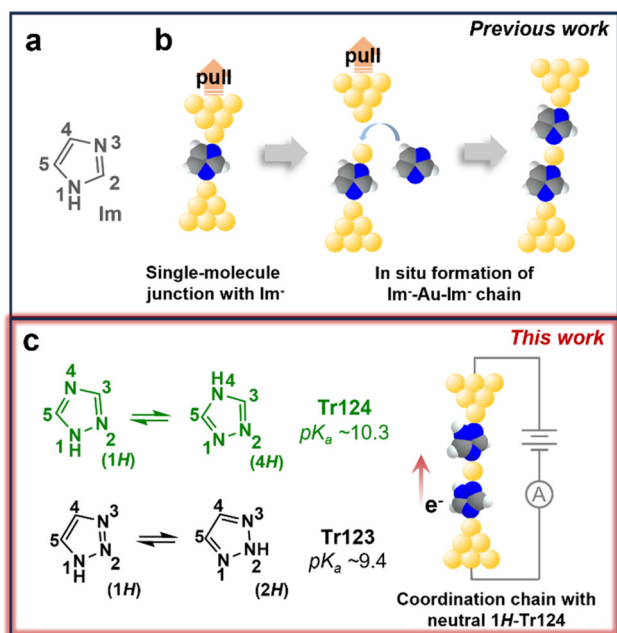 Previous work
a
b
pull
pull
4
N 3
5
2
1 N
H
Im
Single-molecule
junction with Im⁻
In situ formation of
Im⁻-Au-Im⁻ chain
This work
c
4
N
3
5
N 2
1 N
H
(1H)
H 4
N
3
5
N
1
N
2
(4H)
Tr124
pKa ~10.3
4
N 3
5
N 2
1 N
H
(1H)
4
N 3
5
NH
2
N
1
(2H)
Tr123
pKa ~9.4
e⁻
A
Coordination chain with
neutral 1H-Tr124